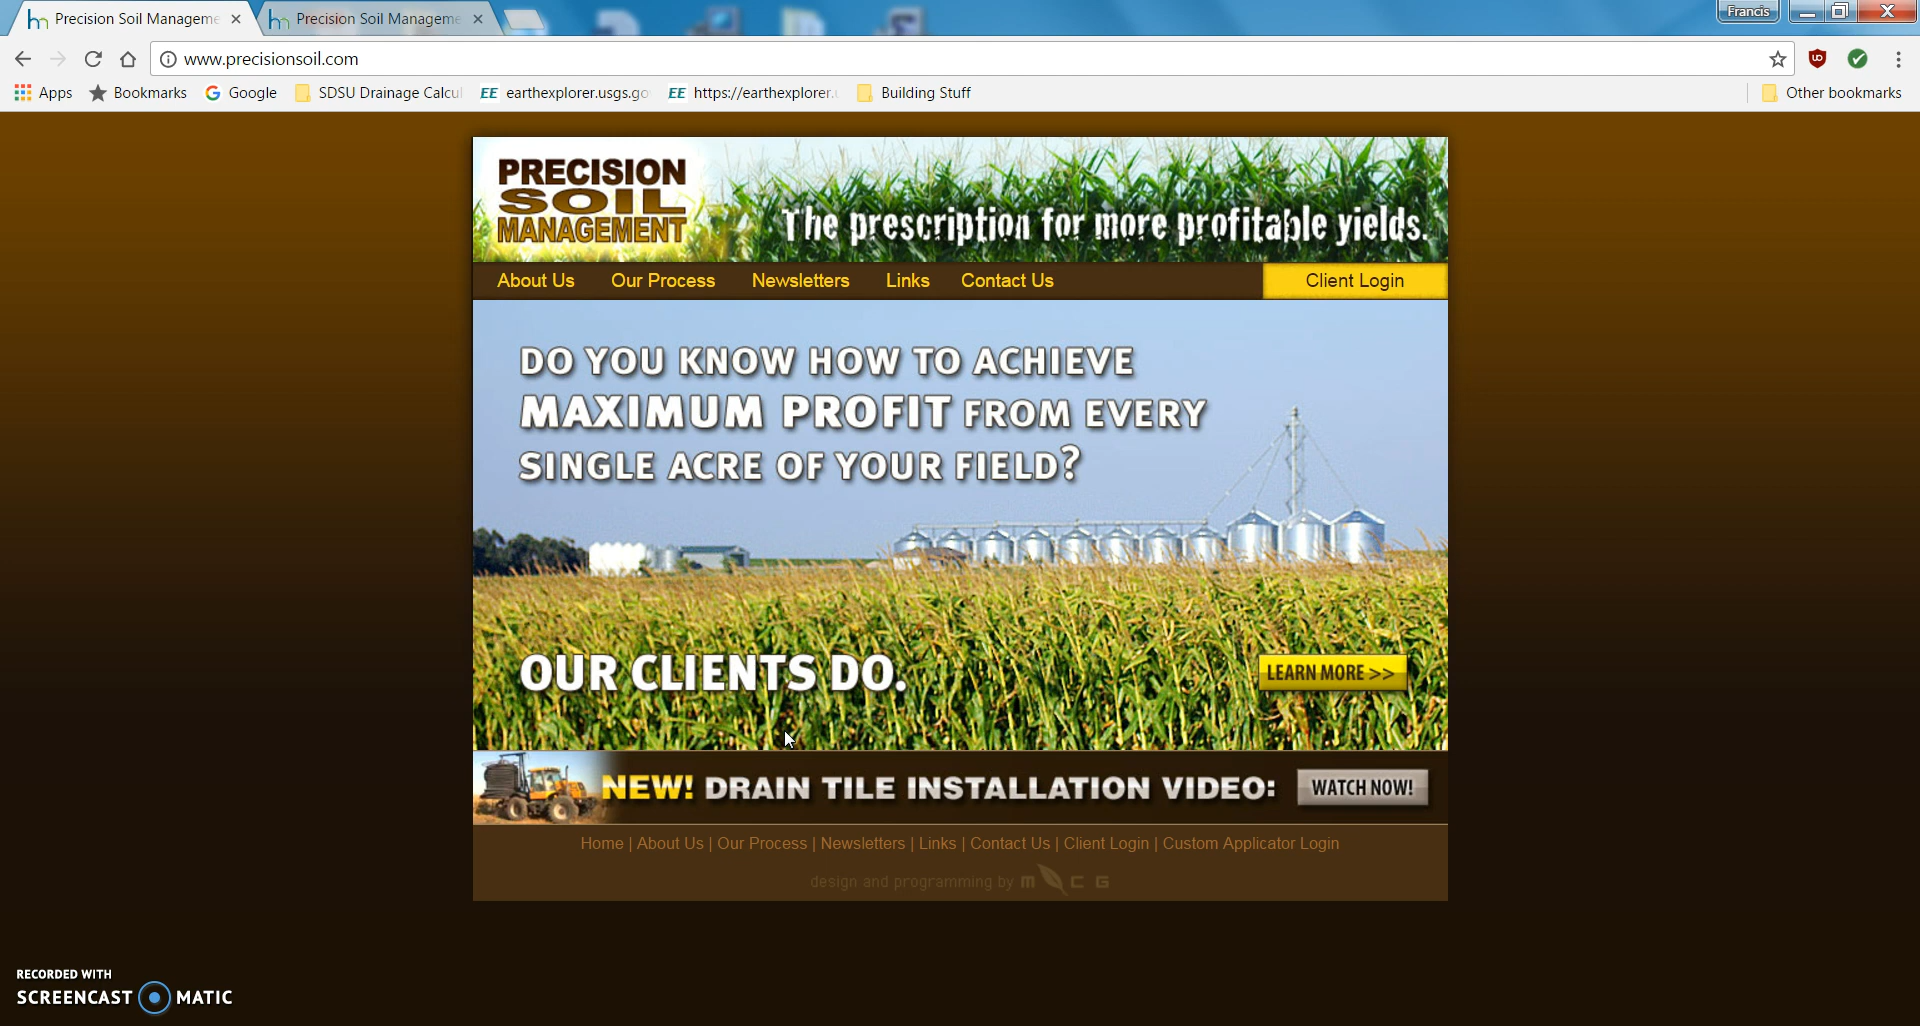 Precision Soil Manageme
Precision Soil Manageme
Francis
www.precisionsoil.com
Apps
Bookmarks
Google
SDSU Drainage Calcul
EE earthexplorer.usgs.go
EE https://earthexplorer.u
Building Stuff
Other bookmarks
PRECISION
SOIL
MANAGEMENT
The prescription for more profitable yields.
About Us
Our Process
Newsletters
Links
Contact Us
Client Login
DO YOU KNOW HOW TO ACHIEVE
MAXIMUM PROFIT FROM EVERY
SINGLE ACRE OF YOUR FIELD?
OUR CLIENTS DO.
LEARN MORE >>
NEW! DRAIN TILE INSTALLATION VIDEO:
WATCH NOW!
Home | About Us | Our Process | Newsletters | Links | Contact Us | Client Login | Custom Applicator Login
design and programming by M C G
RECORDED WITH
SCREENCAST MATIC